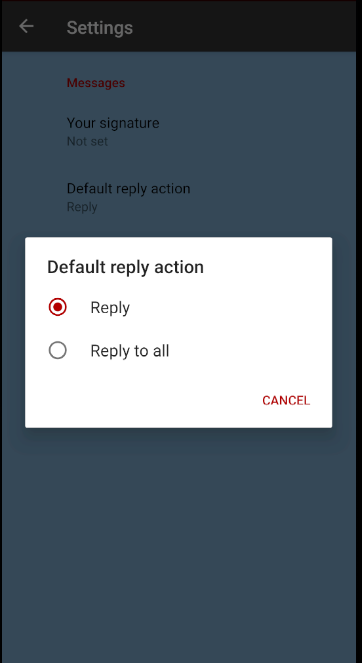 Settings
Messages
Your signature
Not set
Default reply action
Reply
Default reply action
Reply
Reply to all
CANCEL